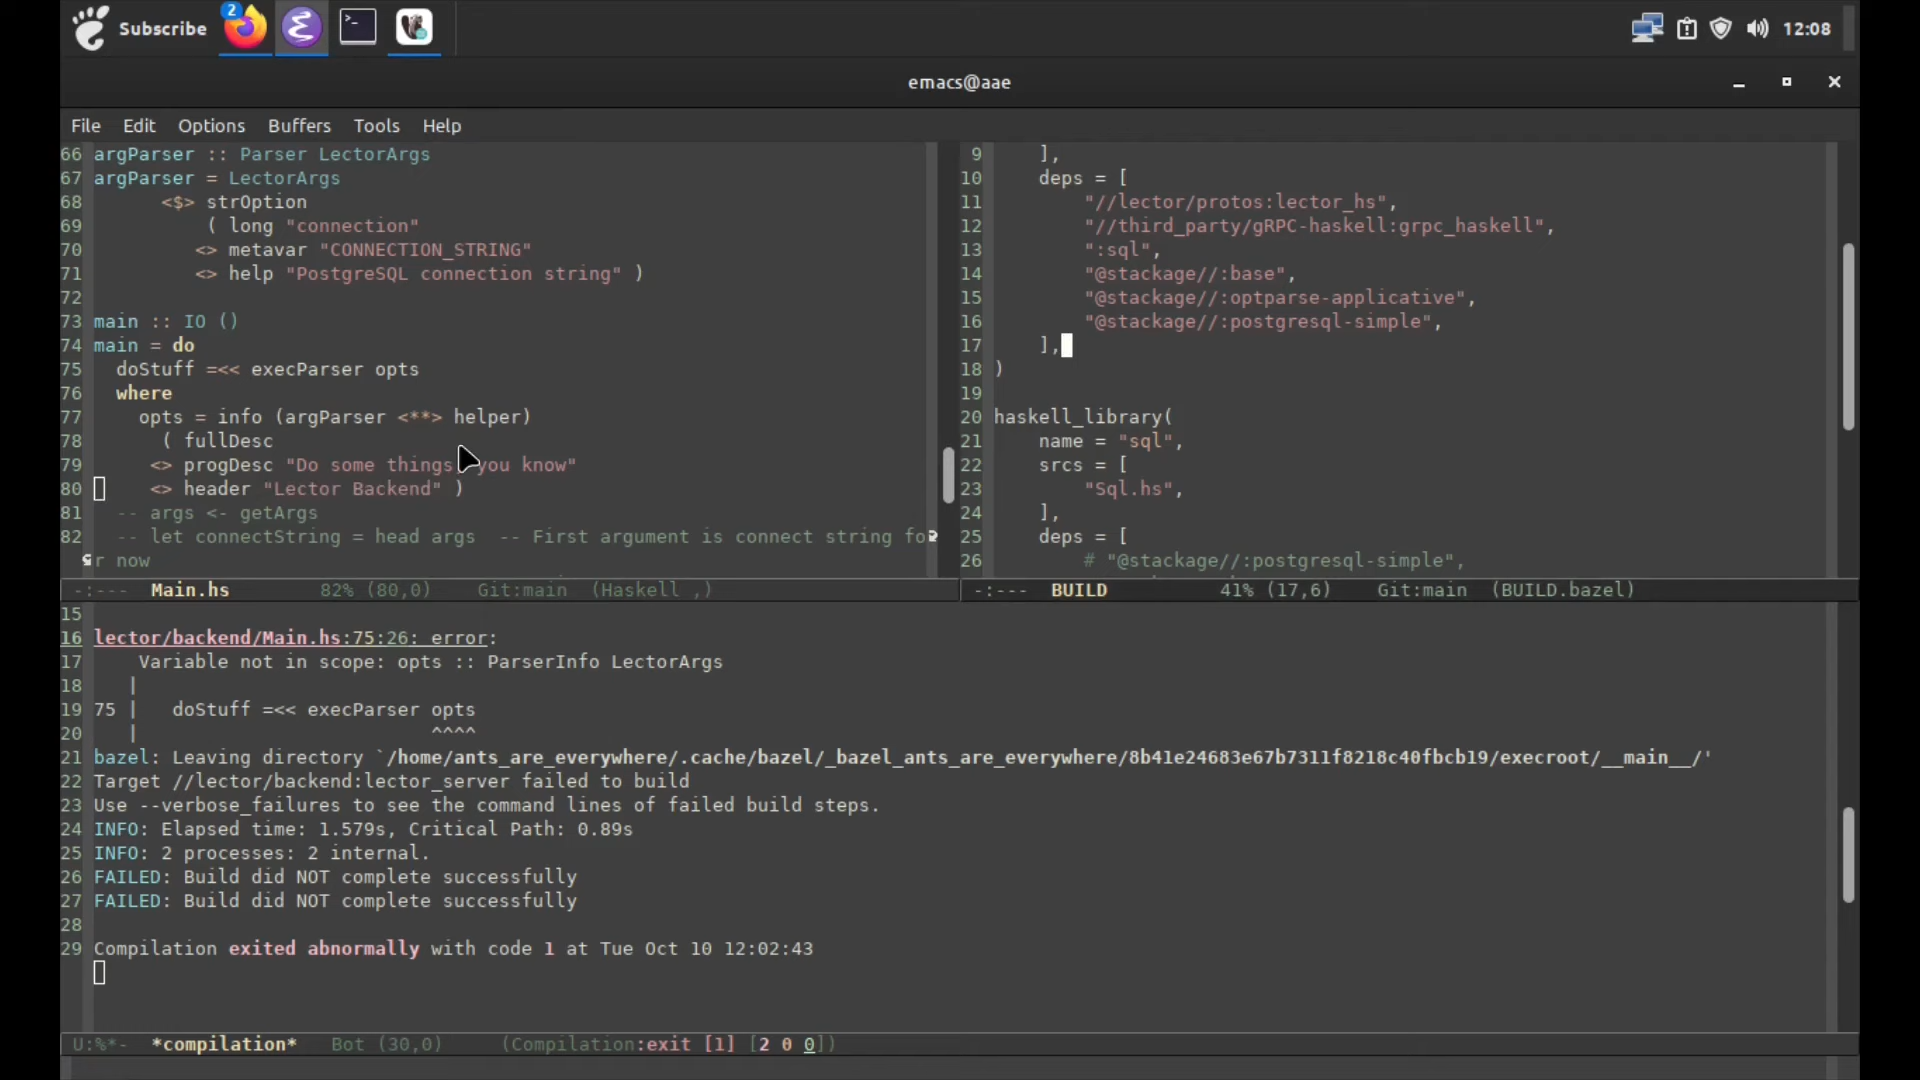 2
Subscribe
12:08
emacs@aae
File Edit Options Buffers Tools Help
66 argParser :: Parser LectorArgs
67 argParser = LectorArgs
68 <$> strOption
69 ( long "connection"
70 <> metavar "CONNECTION_STRING"
71 <> help "PostgreSQL connection string" )
72
73 main :: IO ()
74 main = do
75 doStuff =<< execParser opts
76 where
77 opts = info (argParser <**> helper)
78 ( fullDesc
79 <> progDesc "Do some things you know"
80 <> header "Lector Backend" )
81 -- args <- getArgs
82 -- let connectString = head args -- First argument is connect string fo
r now
-:--- Main.hs 82% (80,0) Git:main (Haskell ,)
9 ],
10 deps = [
11 "//lector/protos:lector_hs",
12 "//third_party/gRPC-haskell:grpc_haskell",
13 ":sql",
14 "@stackage//:base",
15 "@stackage//:optparse-applicative",
16 "@stackage//:postgresql-simple",
17 ],
18 )
19
20 haskell_library(
21 name = "sql",
22 srcs = [
23 "Sql.hs",
24 ],
25 deps = [
26 # "@stackage//:postgresql-simple",
-:--- BUILD 41% (17,6) Git:main (BUILD.bazel)
15
16 lector/backend/Main.hs:75:26: error:
17 Variable not in scope: opts :: ParserInfo LectorArgs
18 |
19 75 | doStuff =<< execParser opts
20 | ^^^^
21 bazel: Leaving directory `/home/ants_are_everywhere/.cache/bazel/_bazel_ants_are_everywhere/8b41e24683e67b7311f8218c40fbcb19/execroot/__main__/'
22 Target //lector/backend:lector_server failed to build
23 Use --verbose_failures to see the command lines of failed build steps.
24 INFO: Elapsed time: 1.579s, Critical Path: 0.89s
25 INFO: 2 processes: 2 internal.
26 FAILED: Build did NOT complete successfully
27 FAILED: Build did NOT complete successfully
28
29 Compilation exited abnormally with code 1 at Tue Oct 10 12:02:43
U:%*- *compilation* Bot (30,0) (Compilation:exit [1] [2 0 0])